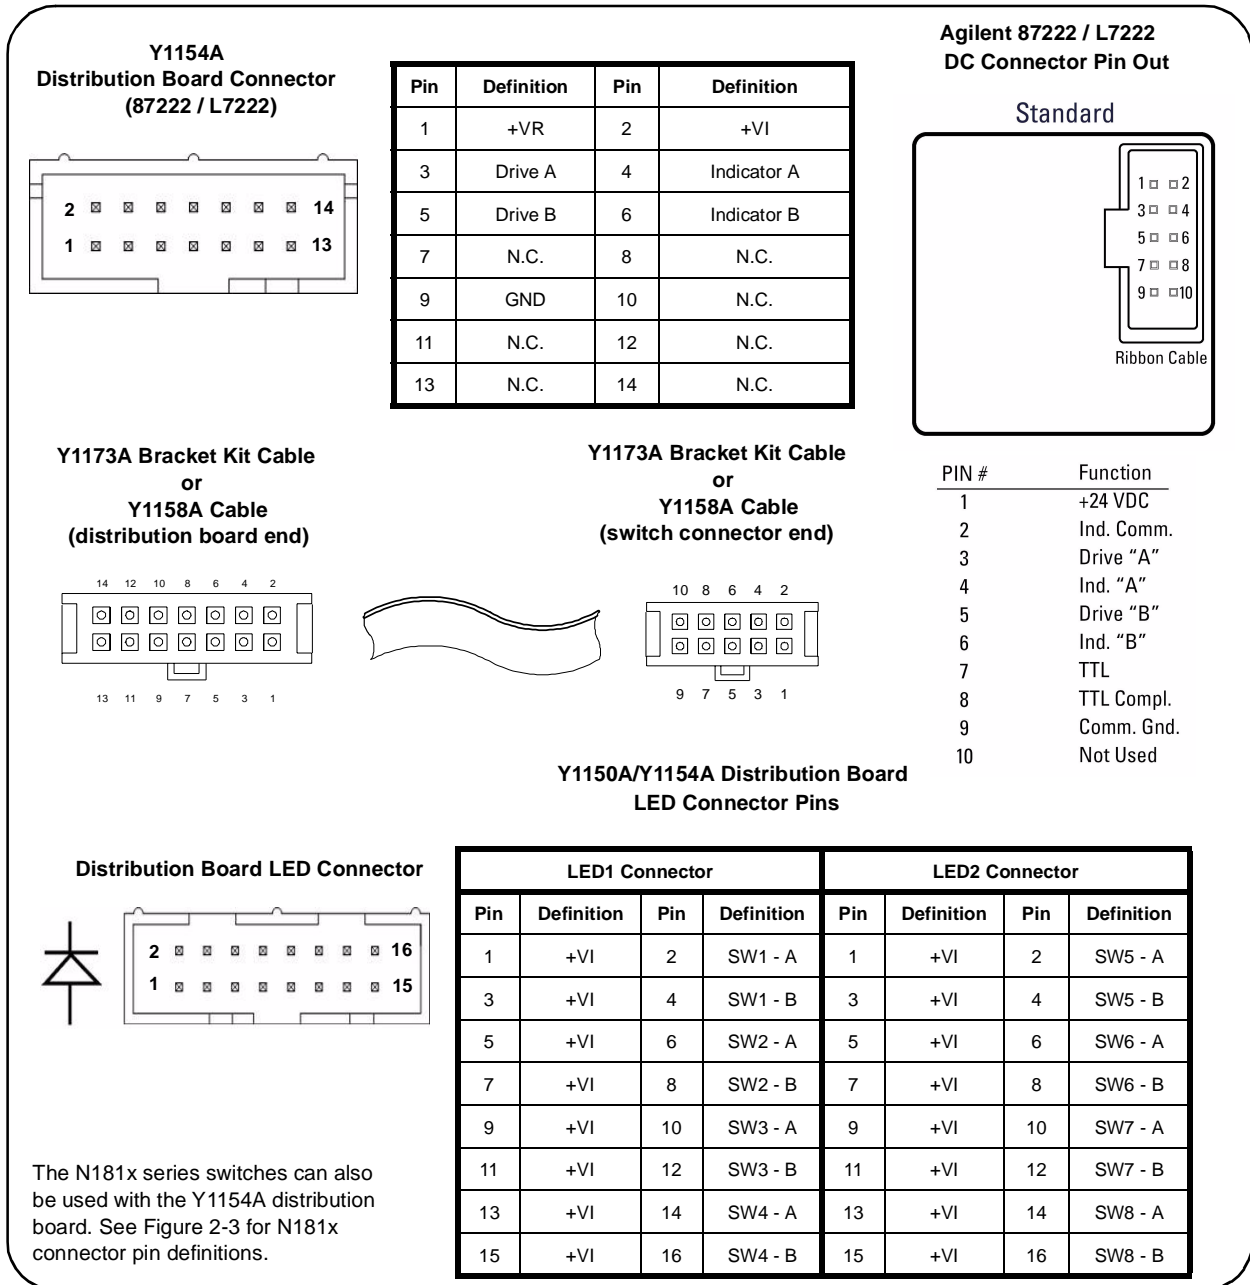 Y1154A
Distribution Board Connector
(87222 / L7222)
2 14
1 13
Pin Definition Pin Definition
1 +VR 2 +VI
3 Drive A 4 Indicator A
5 Drive B 6 Indicator B
7 N.C. 8 N.C.
9 GND 10 N.C.
11 N.C. 12 N.C.
13 N.C. 14 N.C.
Agilent 87222 / L7222
DC Connector Pin Out
Standard
1 2
3 4
5 6
7 8
9 10
Ribbon Cable
Y1173A Bracket Kit Cable
or
Y1158A Cable
(distribution board end)
14 12 10 8 6 4 2
13 11 9 7 5 3 1
Y1173A Bracket Kit Cable
or
Y1158A Cable
(switch connector end)
10 8 6 4 2
9 7 5 3 1
PIN # Function
1 +24 VDC
2 Ind. Comm.
3 Drive “A”
4 Ind. “A”
5 Drive “B”
6 Ind. “B”
7 TTL
8 TTL Compl.
9 Comm. Gnd.
10 Not Used
Y1150A/Y1154A Distribution Board
LED Connector Pins
Distribution Board LED Connector
2 16
1 15
LED1 Connector LED2 Connector
Pin Definition Pin Definition Pin Definition Pin Definition
1 +VI 2 SW1 - A 1 +VI 2 SW5 - A
3 +VI 4 SW1 - B 3 +VI 4 SW5 - B
5 +VI 6 SW2 - A 5 +VI 6 SW6 - A
7 +VI 8 SW2 - B 7 +VI 8 SW6 - B
9 +VI 10 SW3 - A 9 +VI 10 SW7 - A
11 +VI 12 SW3 - B 11 +VI 12 SW7 - B
13 +VI 14 SW4 - A 13 +VI 14 SW8 - A
15 +VI 16 SW4 - B 15 +VI 16 SW8 - B
The N181x series switches can also
be used with the Y1154A distribution
board. See Figure 2-3 for N181x
connector pin definitions.